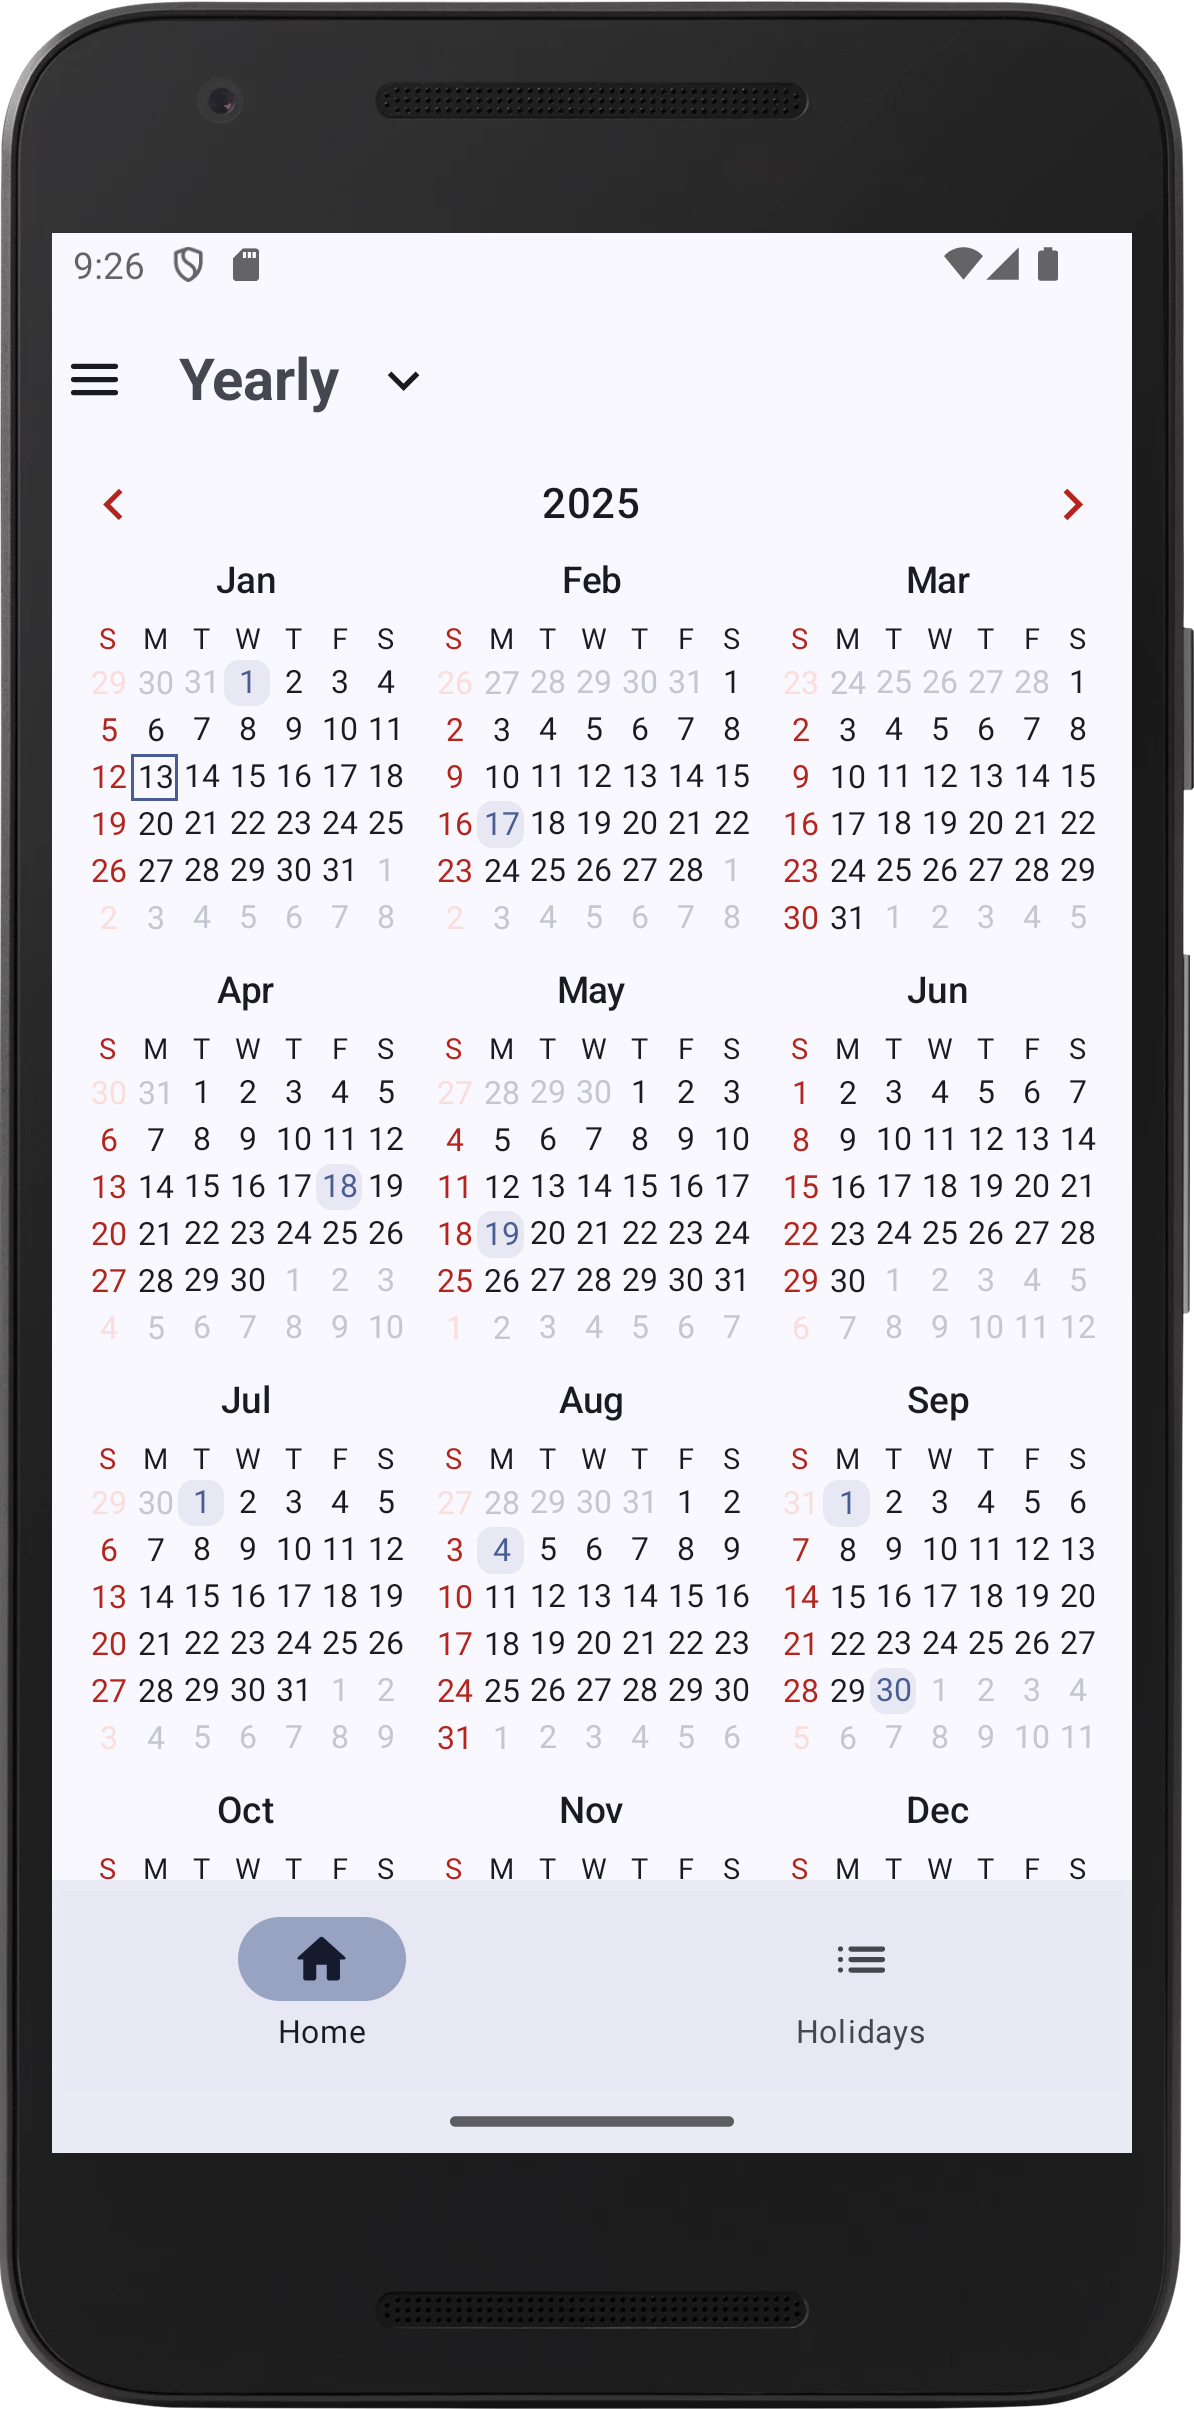 9:26
Yearly
2025
Jan Feb Mar
S M T W T F S S M T W T F S S M T W T F S
29 30 31 1 2 3 4 26 27 28 29 30 31 1 23 24 25 26 27 28 1
5 6 7 8 9 10 11 2 3 4 5 6 7 8 2 3 4 5 6 7 8
12 13 14 15 16 17 18 9 10 11 12 13 14 15 9 10 11 12 13 14 15
19 20 21 22 23 24 25 16 17 18 19 20 21 22 16 17 18 19 20 21 22
26 27 28 29 30 31 1 23 24 25 26 27 28 1 23 24 25 26 27 28 29
2 3 4 5 6 7 8 2 3 4 5 6 7 8 30 31 1 2 3 4 5
Apr May Jun
S M T W T F S S M T W T F S S M T W T F S
30 31 1 2 3 4 5 27 28 29 30 1 2 3 1 2 3 4 5 6 7
6 7 8 9 10 11 12 4 5 6 7 8 9 10 8 9 10 11 12 13 14
13 14 15 16 17 18 19 11 12 13 14 15 16 17 15 16 17 18 19 20 21
20 21 22 23 24 25 26 18 19 20 21 22 23 24 22 23 24 25 26 27 28
27 28 29 30 1 2 3 25 26 27 28 29 30 31 29 30 1 2 3 4 5
4 5 6 7 8 9 10 1 2 3 4 5 6 7 6 7 8 9 10 11 12
Jul Aug Sep
S M T W T F S S M T W T F S S M T W T F S
29 30 1 2 3 4 5 27 28 29 30 31 1 2 31 1 2 3 4 5 6
6 7 8 9 10 11 12 3 4 5 6 7 8 9 7 8 9 10 11 12 13
13 14 15 16 17 18 19 10 11 12 13 14 15 16 14 15 16 17 18 19 20
20 21 22 23 24 25 26 17 18 19 20 21 22 23 21 22 23 24 25 26 27
27 28 29 30 31 1 2 24 25 26 27 28 29 30 28 29 30 1 2 3 4
3 4 5 6 7 8 9 31 1 2 3 4 5 6 5 6 7 8 9 10 11
Oct Nov Dec
S M T W T F S S M T W T F S S M T W T F S
Home Holidays